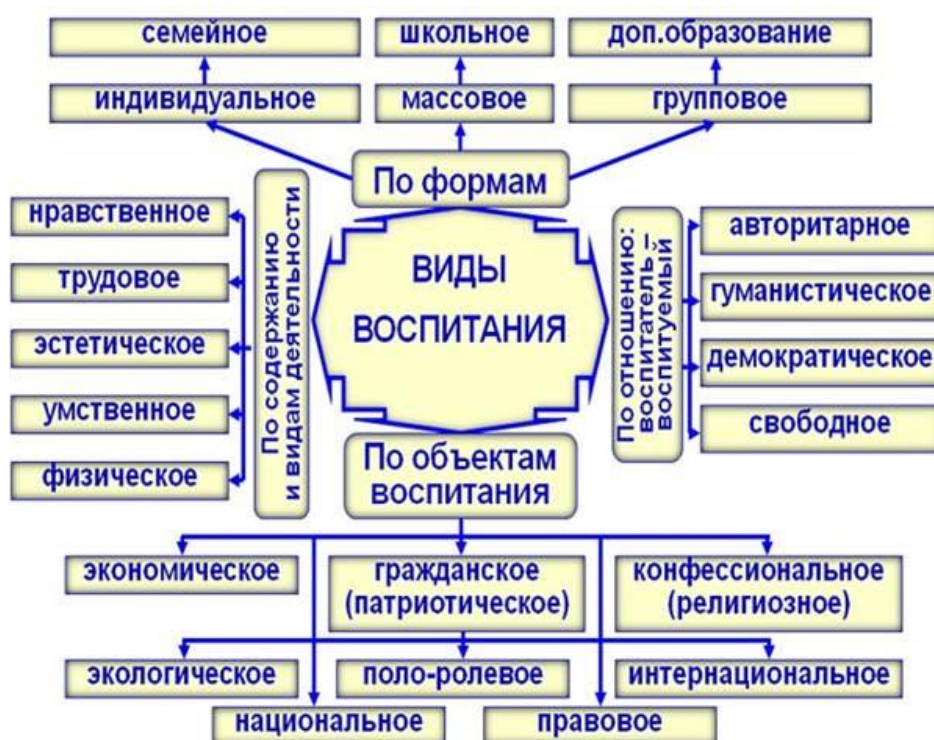 семейное
школьное
доп.образование
индивидуальное
массовое
групповое
По формам
По содержанию
и видам деятельности
нравственное
трудовое
эстетическое
умственное
физическое
ВИДЫ
ВОСПИТАНИЯ
По отношению:
воспитатель –
воспитуемый
авторитарное
гуманистическое
демократическое
свободное
По объектам
воспитания
экономическое
гражданское
(патриотическое)
конфессиональное
(религиозное)
экологическое
поло-ролевое
интернациональное
национальное
правовое